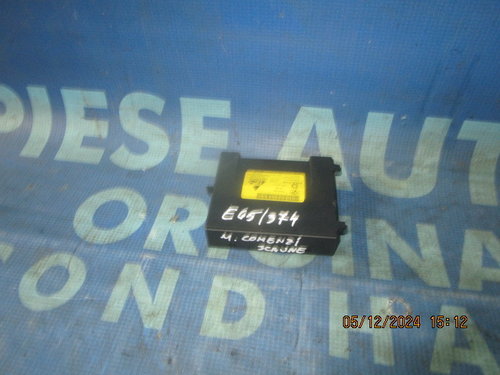 PIESE AUT
ORIGINA
SECOND HA
E65/374
M. COMENZI
SCAUNE
05/12/2024 15:12